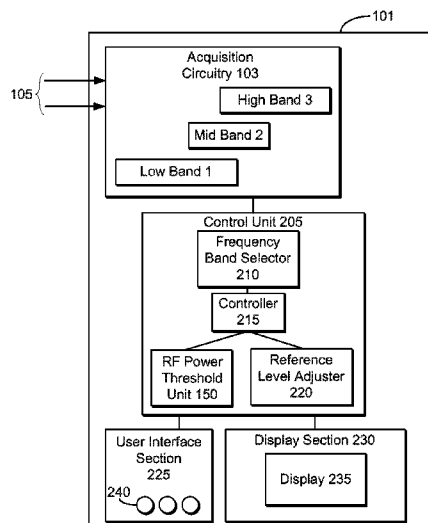 101
Acquisition
Circuitry 103
105
High Band 3
Mid Band 2
Low Band 1
Control Unit 205
Frequency
Band Selector
210
Controller
215
RF Power
Threshold
Unit 150
Reference
Level Adjuster
220
User Interface
Section
225
240
Display Section 230
Display 235